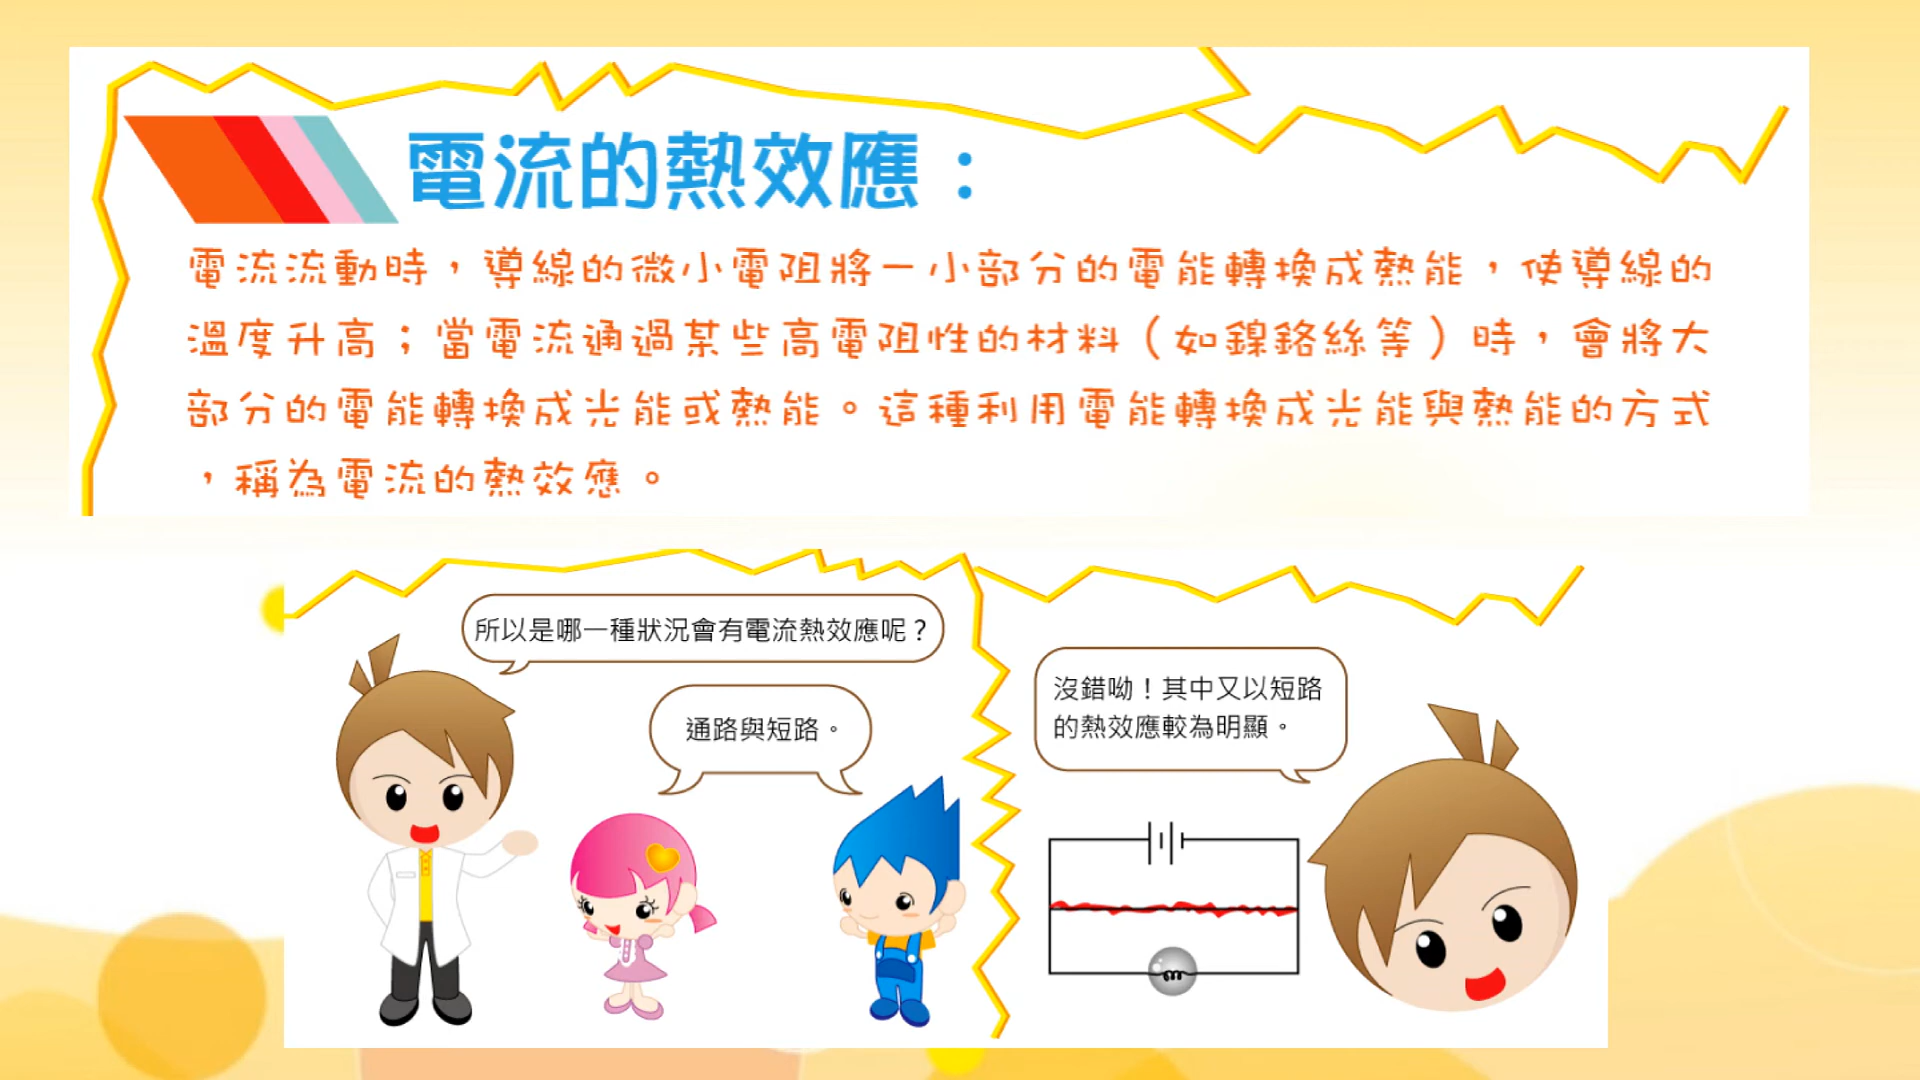 電流的熱效應：
電流流動時，導線的微小電阻將一小部分的電能轉換成熱能，使導線的
溫度升高；當電流通過某些高電阻性的材料（如鎳鉻絲等）時，會將大
部分的電能轉換成光能或熱能。這種利用電能轉換成光能與熱能的方式
，稱為電流的熱效應。
所以是哪一種狀況會有電流熱效應呢？
通路與短路。
沒錯呦！其中又以短路
的熱效應較為明顯。